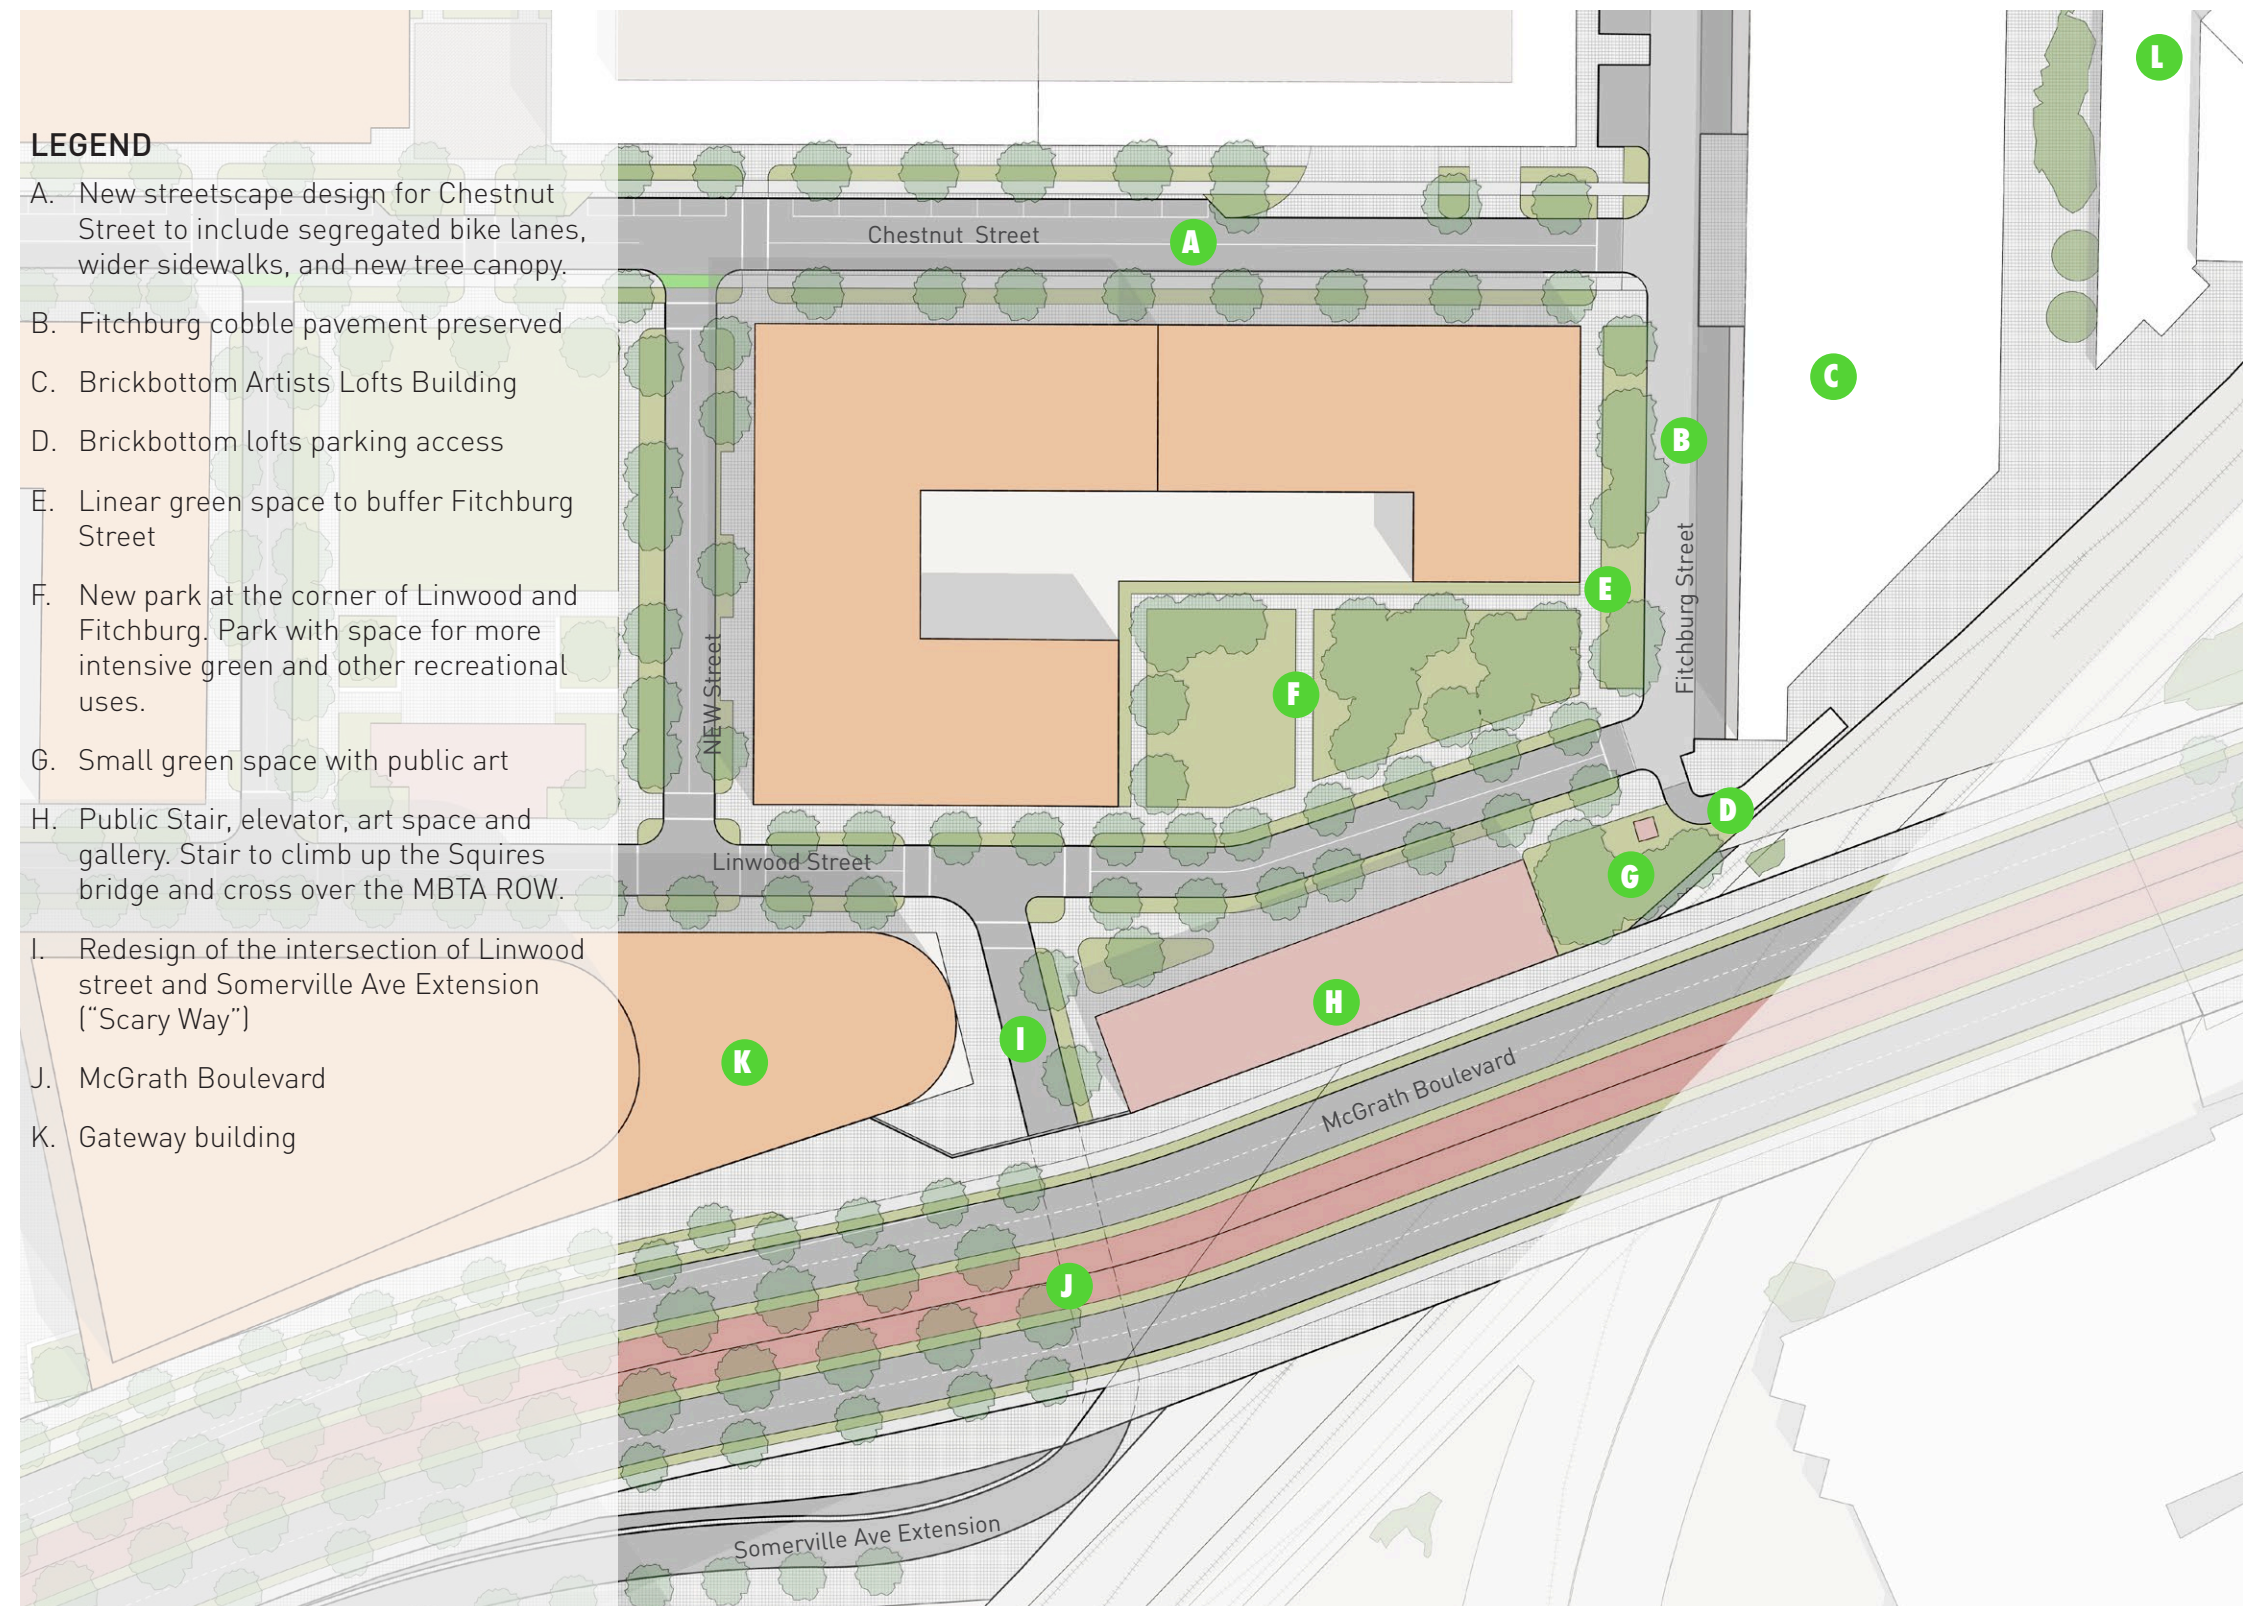 LEGEND
A. New streetscape design for Chestnut
Street to include segregated bike lanes,
wider sidewalks, and new tree canopy.
B. Fitchburg cobble pavement preserved
C. Brickbottom Artists Lofts Building
D. Brickbottom lofts parking access
E. Linear green space to buffer Fitchburg
Street
F. New park at the corner of Linwood and
Fitchburg. Park with space for more
intensive green and other recreational
uses.
G. Small green space with public art
H. Public Stair, elevator, art space and
gallery. Stair to climb up the Squires
bridge and cross over the MBTA ROW.
I. Redesign of the intersection of Linwood
street and Somerville Ave Extension
(“Scary Way”)
J. McGrath Boulevard
K. Gateway building
L
Chestnut Street
A
C
B
Fitchburg Street
E
NEW Street
F
D
Linwood Street
G
H
I
K
McGrath Boulevard
J
Somerville Ave Extension